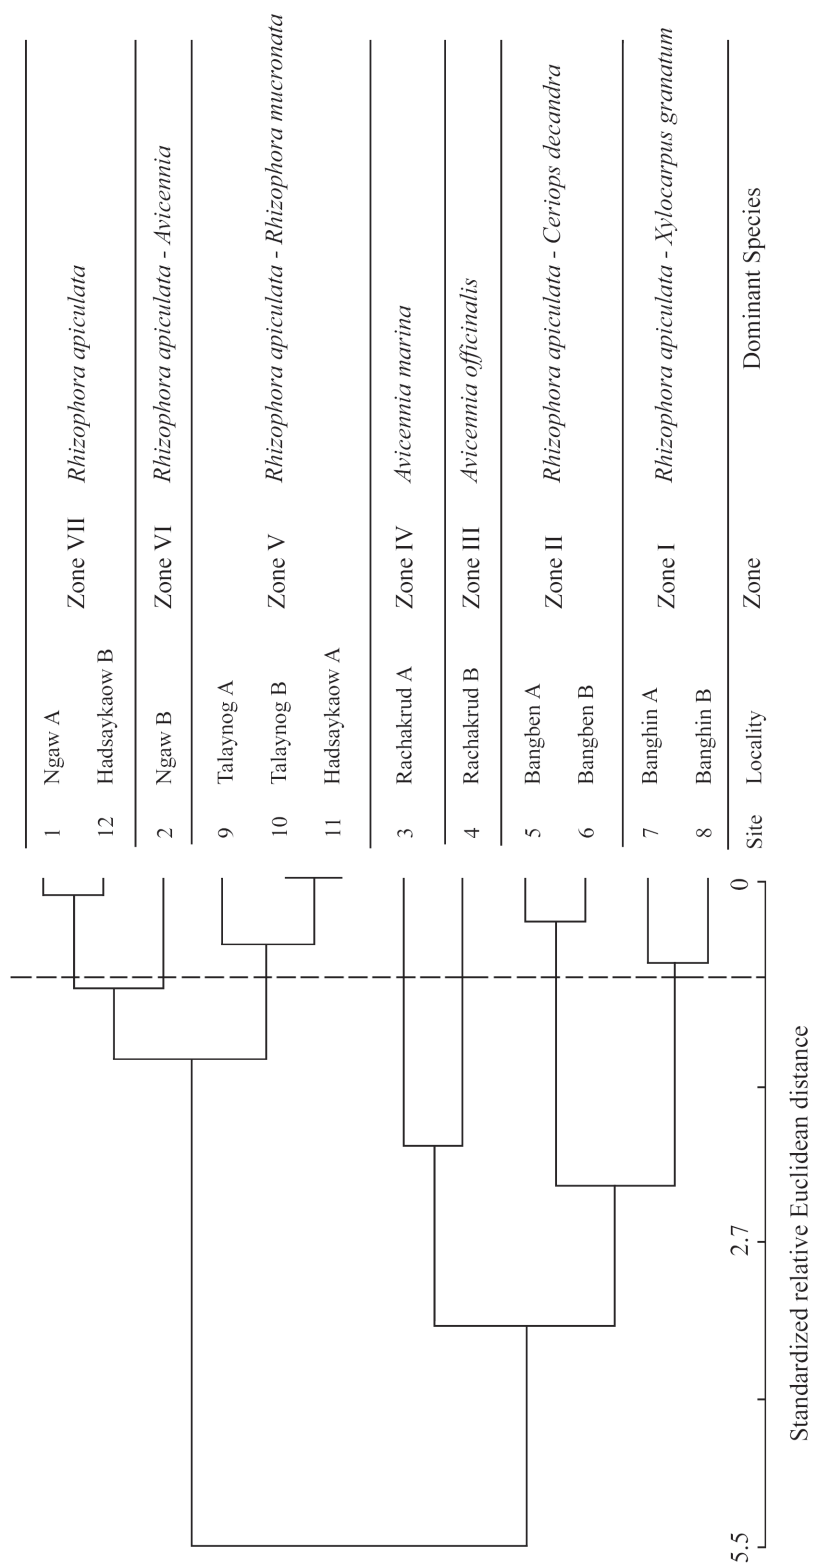 1 Ngaw A
12 Hadsaykaow B
Zone VII Rhizophora apiculata
2 Ngaw B Zone VI Rhizophora apiculata - Avicennia
9 Talaynog A
10 Talaynog B Zone V Rhizophora apiculata - Rhizophora mucronata
11 Hadsaykaow A
3 Rachakrud A Zone IV Avicennia marina
4 Rachakrud B Zone III Avicennia officinalis
5 Bangben A
6 Bangben B
Zone II Rhizophora apiculata - Ceriops decandra
7 Banghin A
8 Banghin B
Zone I Rhizophora apiculata - Xylocarpus granatum
Site Locality Zone Dominant Species
5.5 2.7 0
Standardized relative Euclidean distance